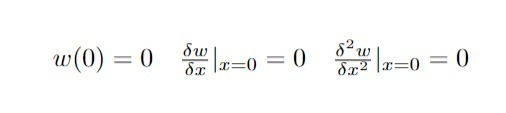 w(0) = 0   δw/δx|x=0 = 0   δ²w/δx²|x=0 = 0